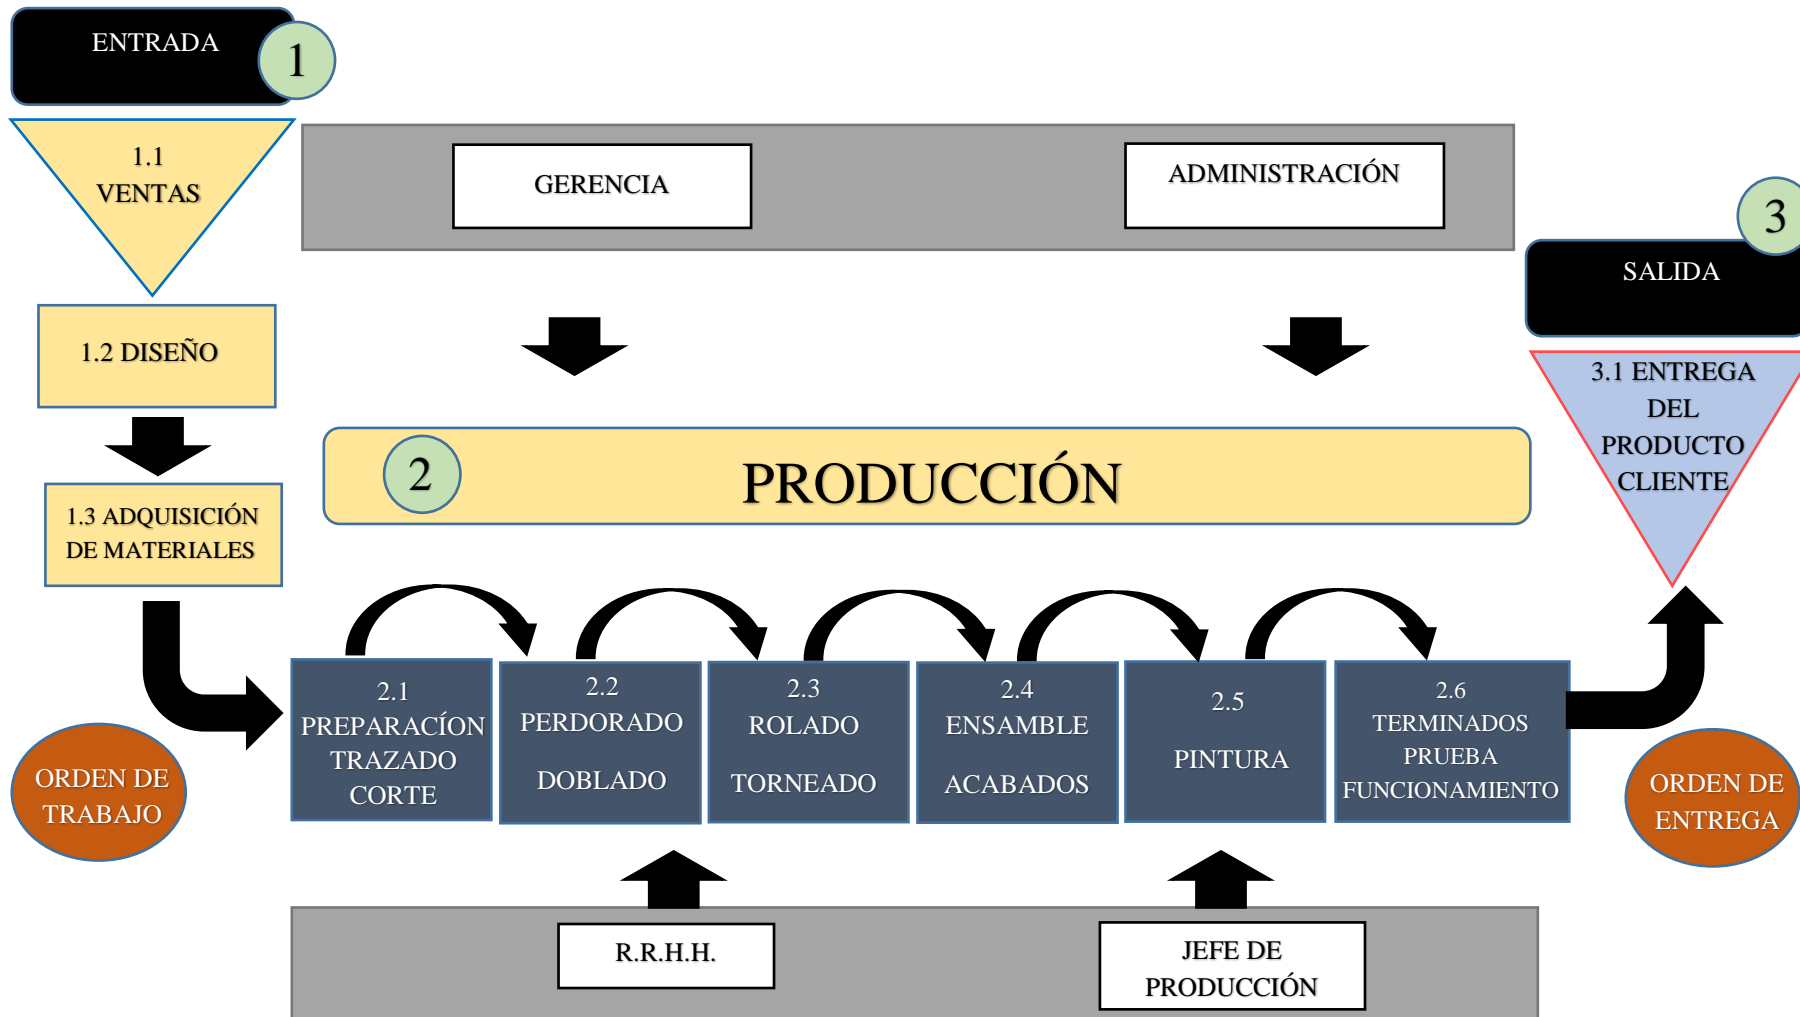 ENTRADA
1
1.1
VENTAS
GERENCIA
ADMINISTRACIÓN
3
SALIDA
1.2 DISEÑO
3.1 ENTREGA
DEL
PRODUCTO
CLIENTE
2
PRODUCCIÓN
1.3 ADQUISICIÓN
DE MATERIALES
2.1
PREPARACÍON
TRAZADO
CORTE
2.2
PERDORADO
DOBLADO
2.3
ROLADO
TORNEADO
2.4
ENSAMBLE
ACABADOS
2.5
PINTURA
2.6
TERMINADOS
PRUEBA
FUNCIONAMIENTO
ORDEN DE
TRABAJO
ORDEN DE
ENTREGA
R.R.H.H.
JEFE DE
PRODUCCIÓN